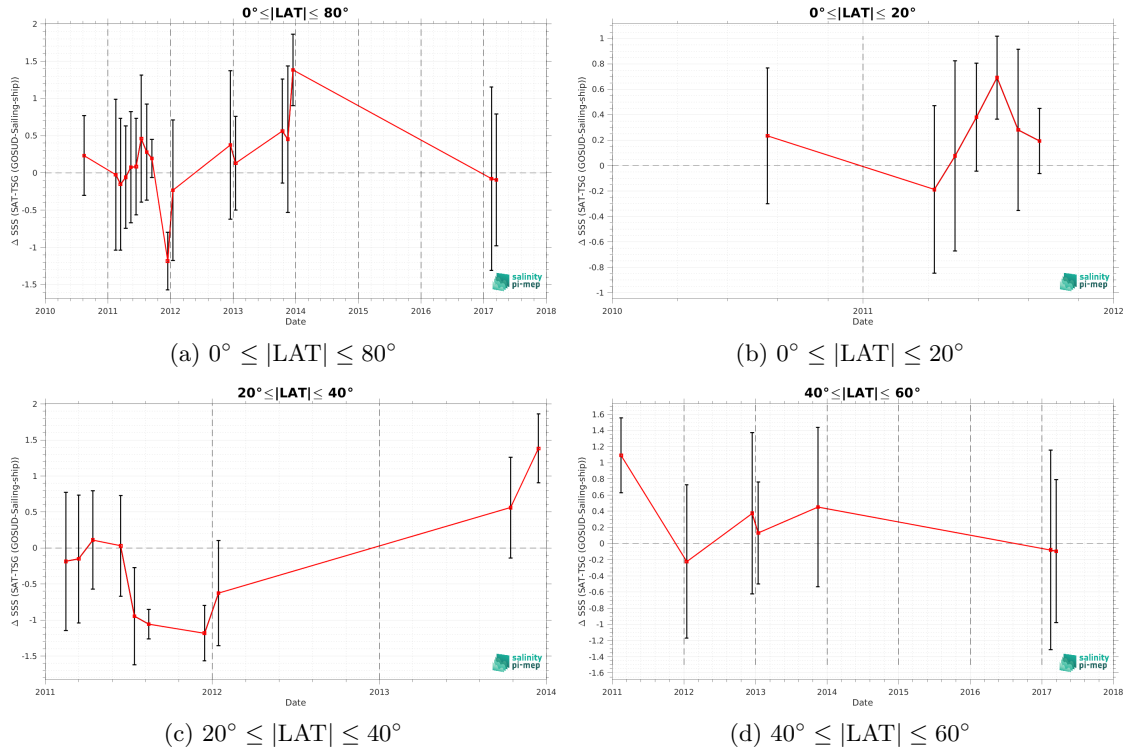 0°≤|LAT|≤ 80°
Δ SSS (SAT-TSG (GOSUD-Sailing-ship))
2
1.5
1
0.5
0
-0.5
-1
-1.5
2010 2011 2012 2013 2014 2015 2016 2017 2018
Date
salinity
pi-mep
(a) 0° ≤ |LAT| ≤ 80°
0°≤|LAT|≤ 20°
Δ SSS (SAT-TSG (GOSUD-Sailing-ship))
1
0.8
0.6
0.4
0.2
0
-0.2
-0.4
-0.6
-0.8
-1
2010 2011 2012
Date
salinity
pi-mep
(b) 0° ≤ |LAT| ≤ 20°
20°≤|LAT|≤ 40°
Δ SSS (SAT-TSG (GOSUD-Sailing-ship))
2
1.5
1
0.5
0
-0.5
-1
-1.5
2011 2012 2013 2014
Date
salinity
pi-mep
(c) 20° ≤ |LAT| ≤ 40°
40°≤|LAT|≤ 60°
Δ SSS (SAT-TSG (GOSUD-Sailing-ship))
1.6
1.4
1.2
1
0.8
0.6
0.4
0.2
0
-0.2
-0.4
-0.6
-0.8
-1
-1.2
-1.4
-1.6
2011 2012 2013 2014 2015 2016 2017 2018
Date
salinity
pi-mep
(d) 40° ≤ |LAT| ≤ 60°